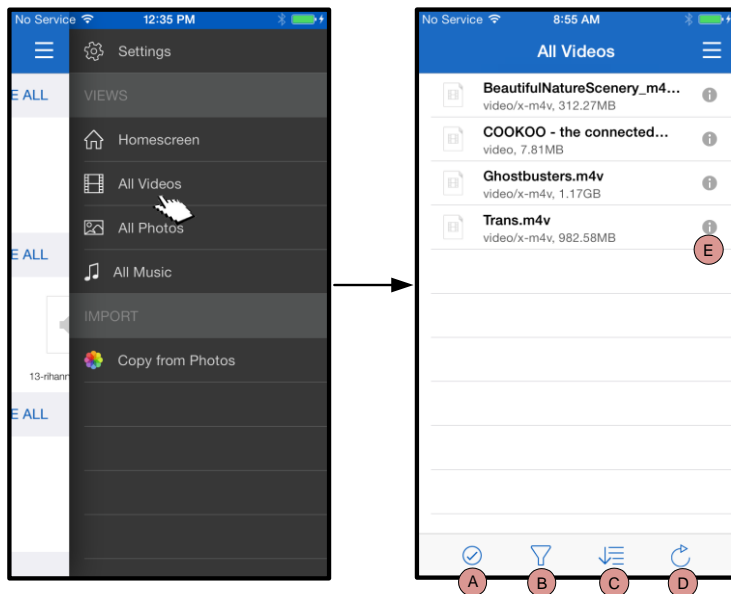 No Service 12:35 PM
Settings
E ALL
VIEWS
Homescreen
All Videos
All Photos
E ALL
All Music
IMPORT
Copy from Photos
13-rihann
E ALL
No Service 8:55 AM
All Videos
BeautifulNatureScenery_m4...
video/x-m4v, 312.27MB
COOKOO - the connected...
video, 7.81MB
Ghostbusters.m4v
video/x-m4v, 1.17GB
Trans.m4v
video/x-m4v, 982.58MB
E
A B C D